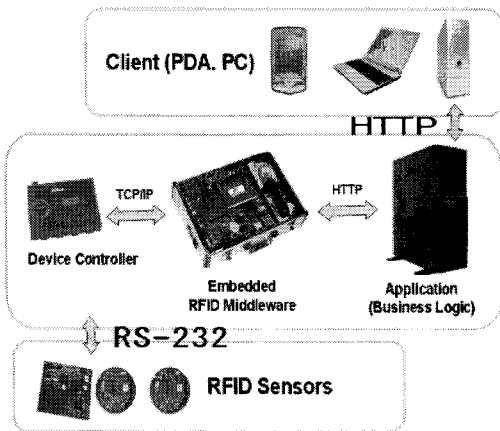 Client (PDA. PC)
HTTP
TCP/IP
HTTP
Device Controller
Embedded
RFID Middleware
Application
(Business Logic)
RS-232
RFID Sensors